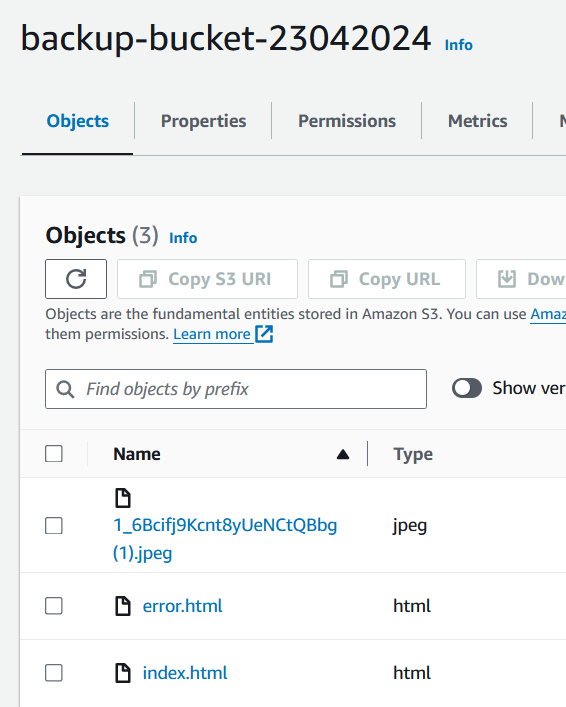 backup-bucket-23042024 Info
Objects Properties Permissions Metrics
Objects (3) Info
Copy S3 URI Copy URL Dow
Objects are the fundamental entities stored in Amazon S3. You can use Amaz
them permissions. Learn more
Find objects by prefix Show ver
Name Type
1_6Bcifj9Kcnt8yUeNCtQBbg
(1).jpeg jpeg
error.html html
index.html html